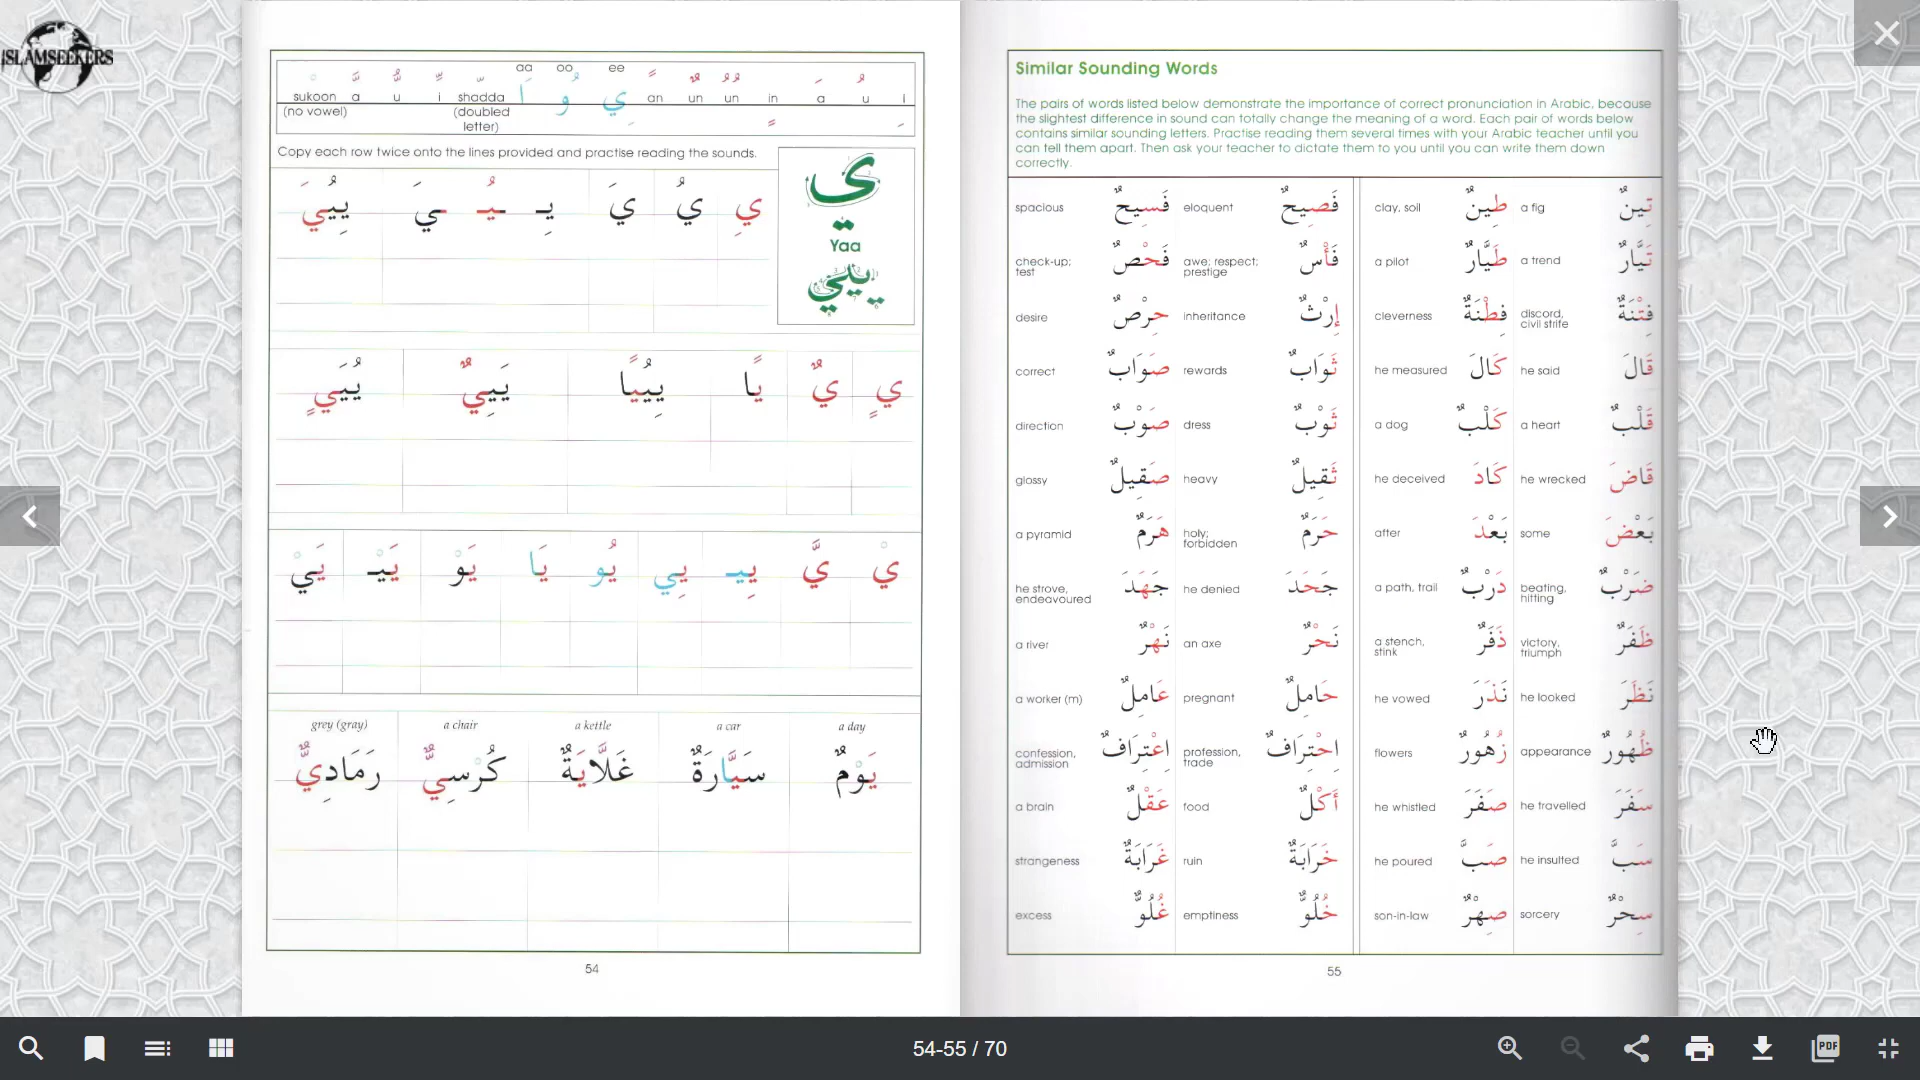 ISLAMSEEKERS
aa oo ee
sukoon a u i shadda an un un in a u i
(no vowel) (doubled letter)
Copy each row twice onto the lines provided and practise reading the sounds.
ي
Yaa
grey (gray) a chair a kettle a car a day
رَمَادِيٌّ كُرْسِيٌّ غَلَّايَةٌ سَيَّارَةٌ يَوْمٌ
54
Similar Sounding Words
The pairs of words listed below demonstrate the importance of correct pronunciation in Arabic, because
the slightest difference in sound can totally change the meaning of a word. Each pair of words below
contains similar sounding letters. Practise reading them several times with your Arabic teacher until you
can tell them apart. Then ask your teacher to dictate them to you until you can write them down
correctly.
spacious فَسِيحٌ eloquent فَصِيحٌ clay, soil طِينٌ a fig تِينٌ
check-up; test فَحْصٌ awe; respect; prestige فَأْسٌ a pilot طَيَّارٌ a trend تَيَّارٌ
desire حِرْصٌ inheritance إِرْثٌ cleverness فِطْنَةٌ discord, civil strife فِتْنَةٌ
correct صَوَابٌ rewards ثَوَابٌ he measured كَالَ he said قَالَ
direction صَوْبٌ dress ثَوْبٌ a dog كَلْبٌ a heart قَلْبٌ
glossy صَقِيلٌ heavy ثَقِيلٌ he deceived كَادَ he wrecked قَاضَ
a pyramid هَرَمٌ holy; forbidden حَرَمٌ after بَعْدَ some بَعْضَ
he strove, endeavoured جَهَدَ he denied جَحَدَ a path, trail دَرْبٌ beating, hitting ضَرْبٌ
a river نَهْرٌ an axe نَحْرٌ a stench, stink ذَفَرٌ victory, triumph ظَفَرٌ
a worker (m) عَامِلٌ pregnant حَامِلٌ he vowed نَذَرَ he looked نَظَرَ
confession, admission اِعْتِرَافٌ profession, trade اِحْتِرَافٌ flowers زُهُورٌ appearance ظُهُورٌ
a brain عَقْلٌ food أَكْلٌ he whistled صَفَرَ he travelled سَفَرَ
strangeness غَرَابَةٌ ruin خَرَابَةٌ he poured صَبَّ he insulted سَبَّ
excess غُلُوٌّ emptiness خُلُوٌّ son-in-law صِهْرٌ sorcery سِحْرٌ
55
54-55 / 70
PDF